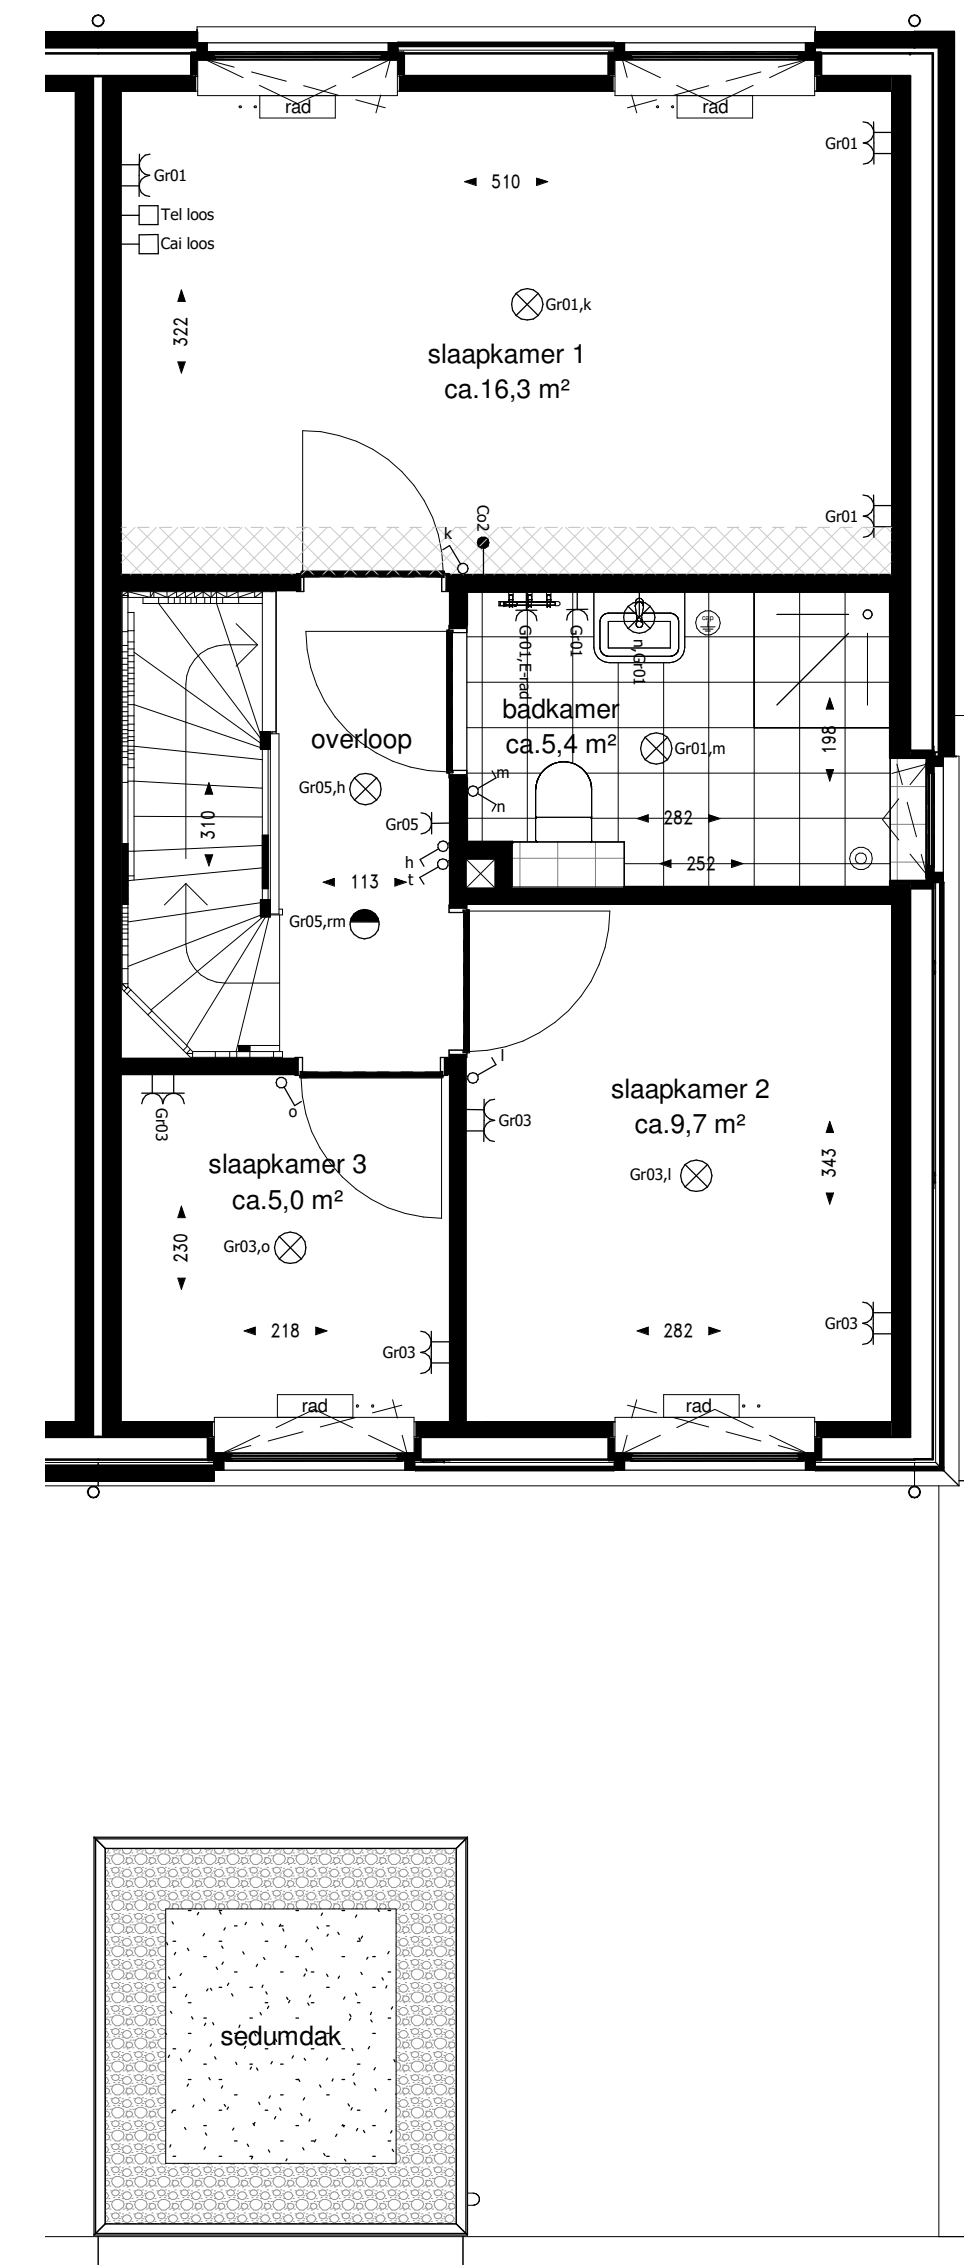 rad
rad
Gr01
Gr01
510
Tel loos
Cai loos
322
Gr01,k
slaapkamer 1
ca.16,3 m²
Gr01
k
Co2
Gr01,E-rad
Gr01
n,Gr01
badkamer
ca.5,4 m²
198
overloop
Gr01,m
m
n
Gr05,h
310
Gr05
282
h
252
113
t
Gr05,rm
l
slaapkamer 2
ca.9,7 m²
o
Gr03
Gr03
343
slaapkamer 3
ca.5,0 m²
Gr03,l
230
Gr03,o
218
282
Gr03
Gr03
rad
rad
sedumdak